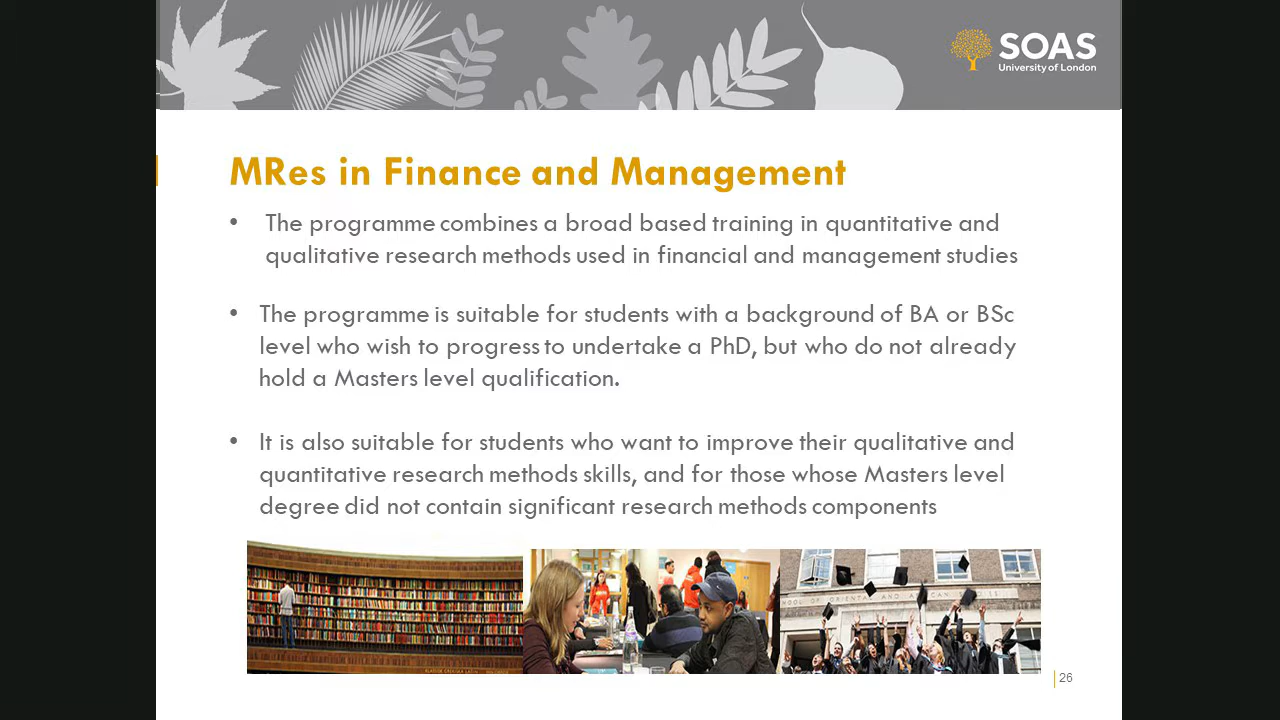 SOAS
University of London
MRes in Finance and Management
• The programme combines a broad based training in quantitative and
qualitative research methods used in financial and management studies
• The programme is suitable for students with a background of BA or BSc
level who wish to progress to undertake a PhD, but who do not already
hold a Masters level qualification.
• It is also suitable for students who want to improve their qualitative and
quantitative research methods skills, and for those whose Masters level
degree did not contain significant research methods components
26